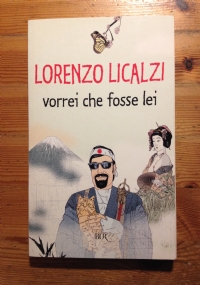 LORENZO LICALZI
vorrei che fosse lei
BUR